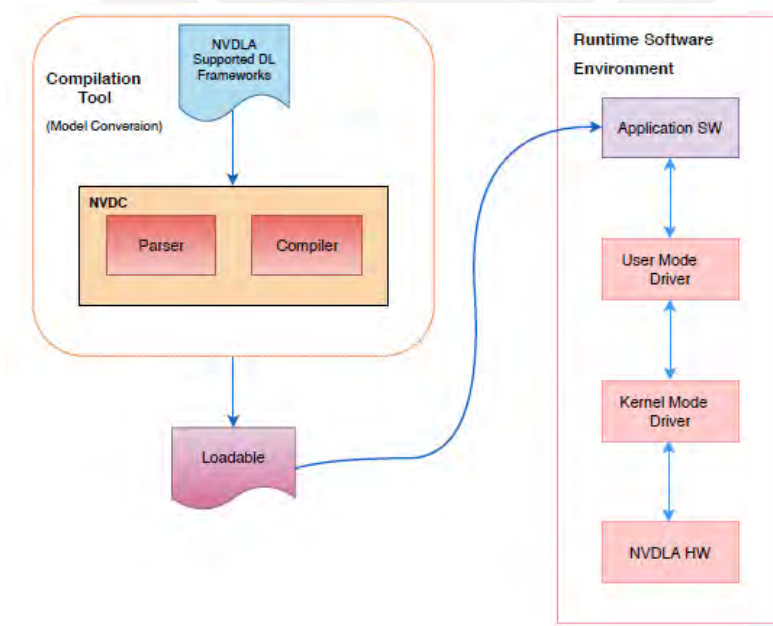 NVDLA
Supported DL
Frameworks
Compilation
Tool
(Model Conversion)
NVDC
Parser
Compiler
Loadable
Runtime Software
Environment
Application SW
User Mode
Driver
Kernel Mode
Driver
NVDLA HW